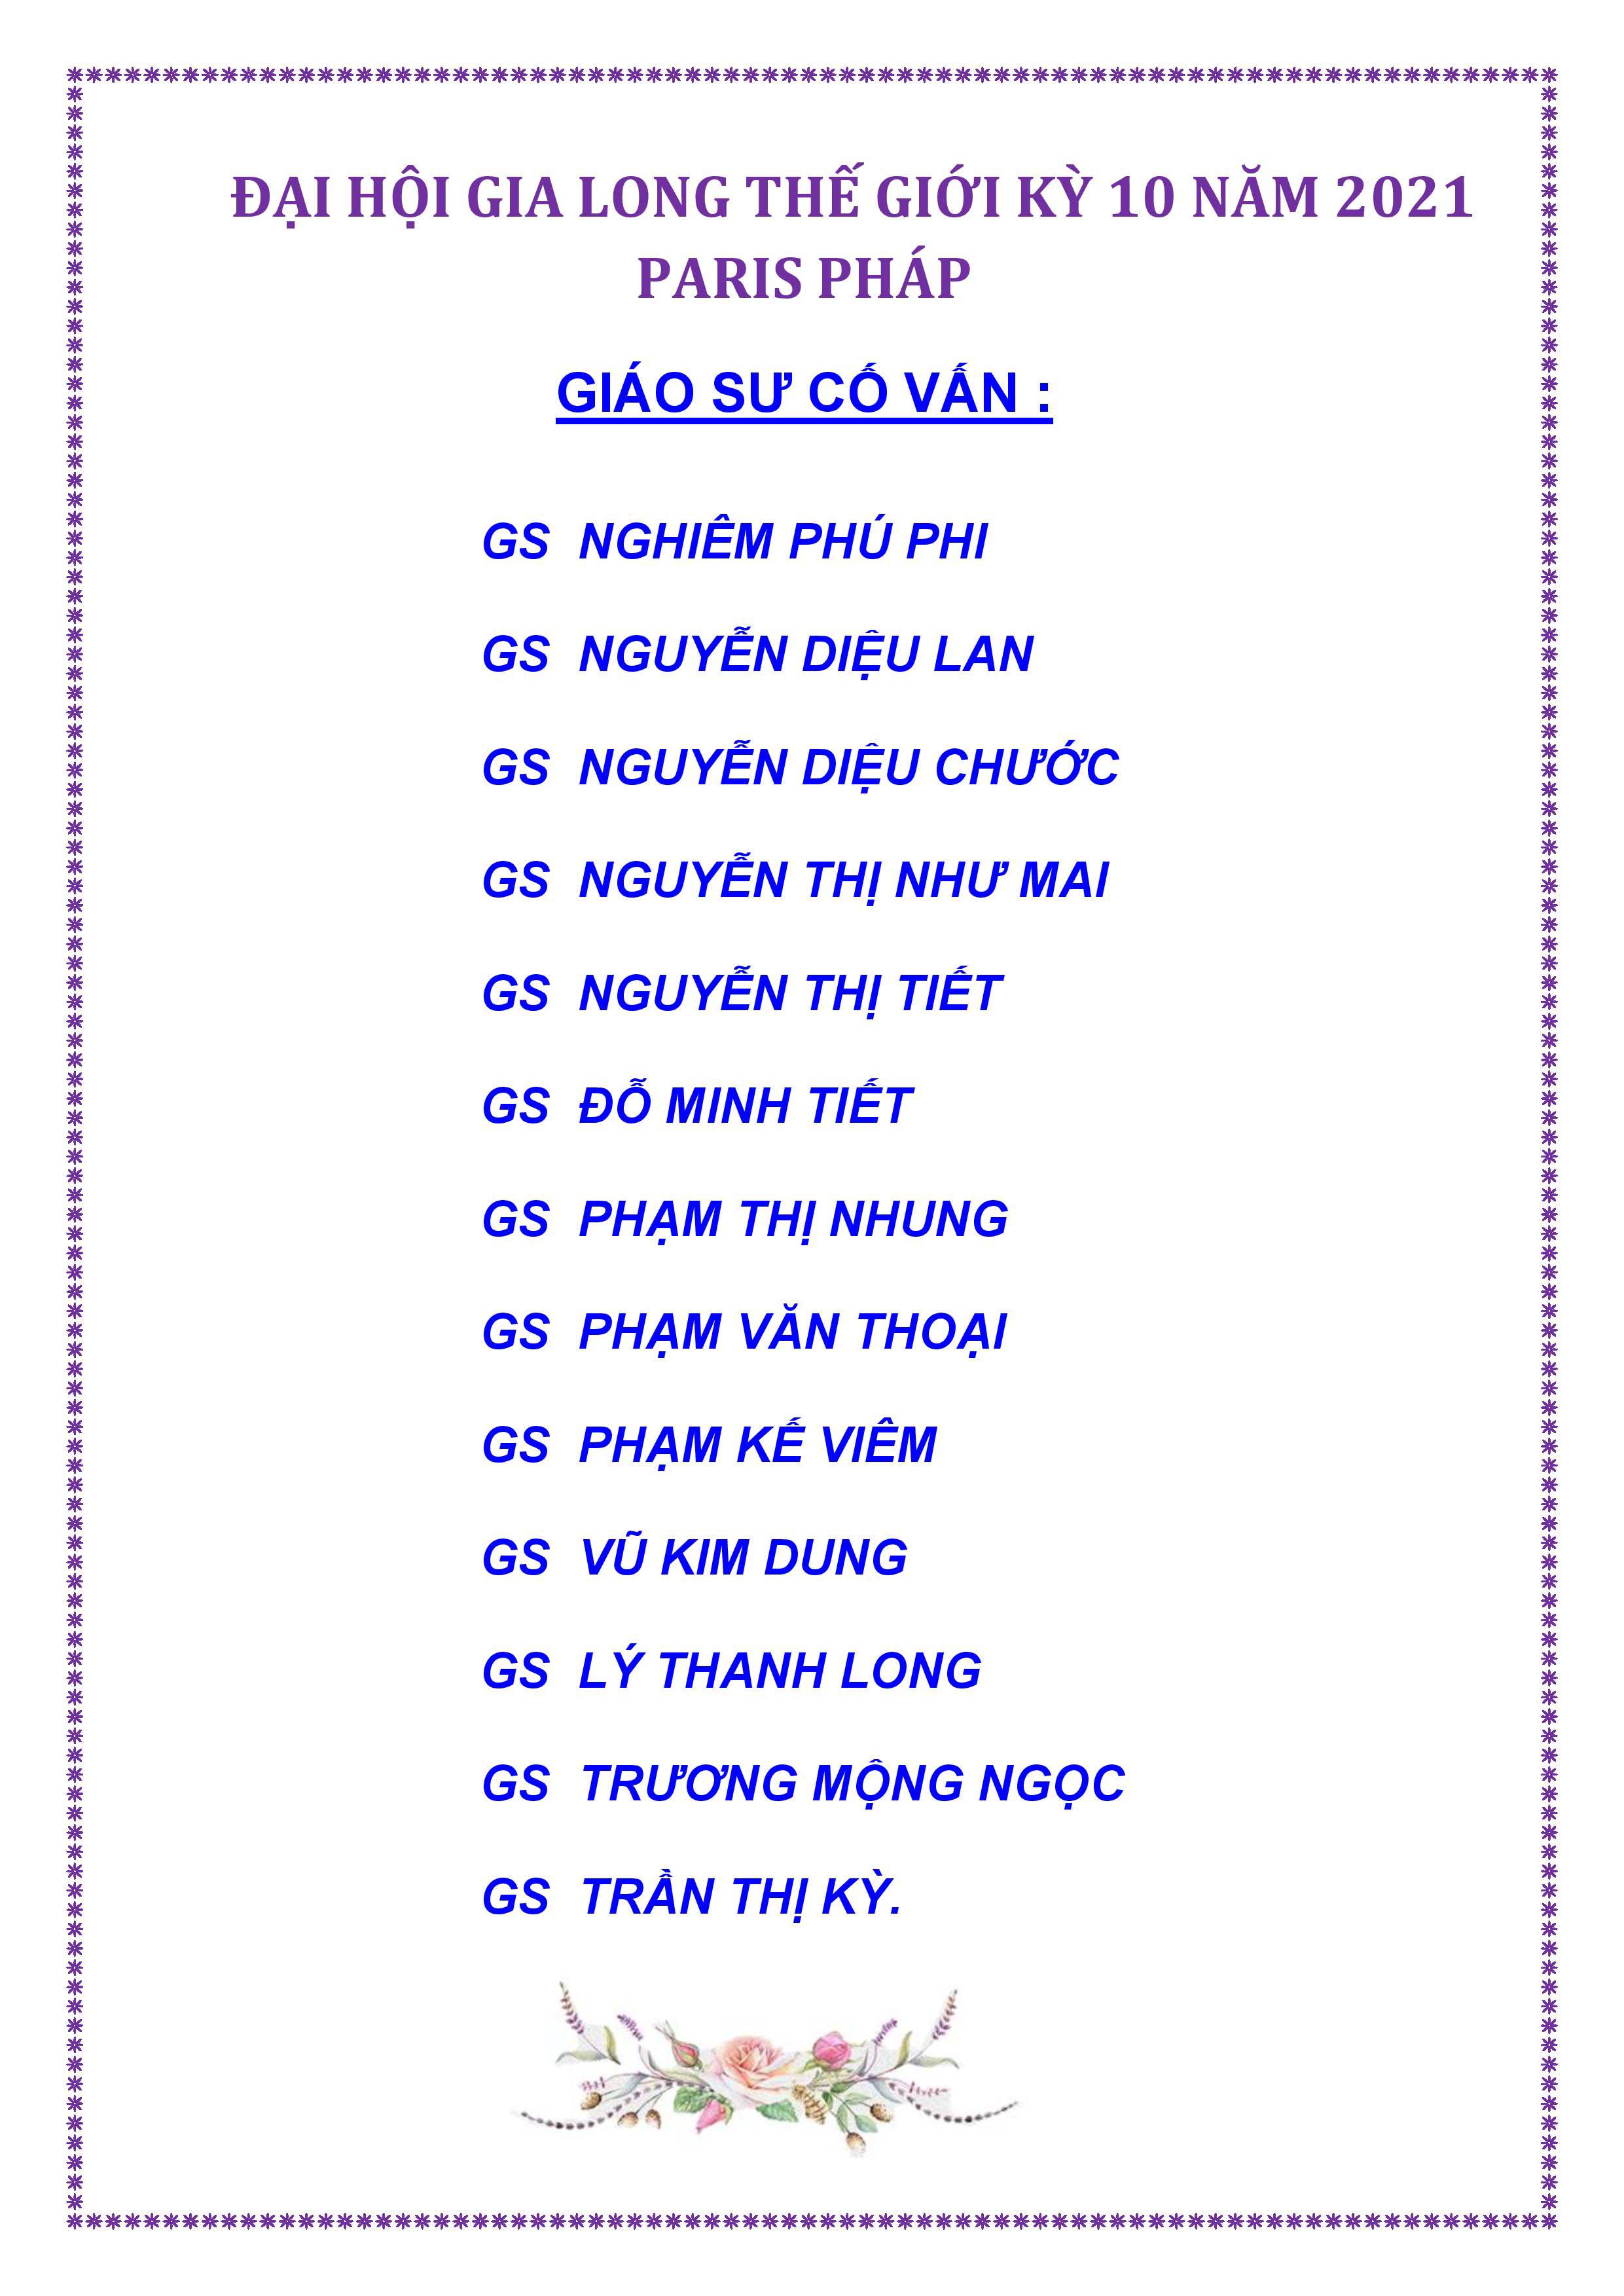 ĐẠI HỘI GIA LONG THẾ GIỚI KỲ 10 NĂM 2021
PARIS PHÁP
GIÁO SƯ CỐ VẤN :
GS NGHIÊM PHÚ PHI
GS NGUYỄN DIỆU LAN
GS NGUYỄN DIỆU CHƯỚC
GS NGUYỄN THỊ NHƯ MAI
GS NGUYỄN THỊ TIẾT
GS ĐỖ MINH TIẾT
GS PHẠM THỊ NHUNG
GS PHẠM VĂN THOẠI
GS PHẠM KẾ VIÊM
GS VŨ KIM DUNG
GS LÝ THANH LONG
GS TRƯƠNG MỘNG NGỌC
GS TRẦN THỊ KỲ.